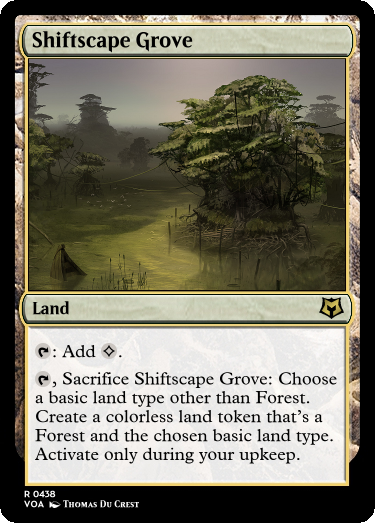 Shiftscape Grove
Land
: Add .
, Sacrifice Shiftscape Grove: Choose
a basic land type other than Forest.
Create a colorless land token that's a
Forest and the chosen basic land type.
Activate only during your upkeep.
R 0438
VOA Thomas Du Crest